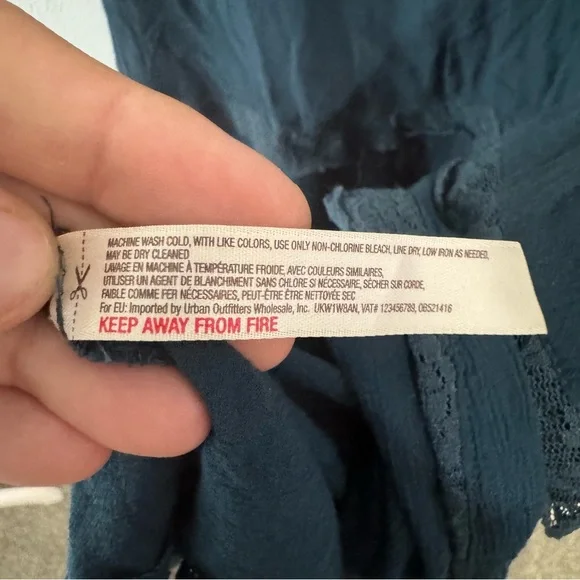 MACHINE WASH COLD, WITH LIKE COLORS, USE ONLY NON-CHLORINE BLEACH, LINE DRY, LOW IRON AS NEEDED,
MAY BE DRY CLEANED
LAVAGE EN MACHINE À TEMPÉRATURE FROIDE, AVEC COULEURS SIMILAIRES,
UTILISER UN AGENT DE BLANCHIMENT SANS CHLORE SI NÉCESSAIRE, SÉCHER SUR CORDE,
FAIBLE COMME FER NÉCESSAIRES, PEUT-ÊTRE ÊTRE NETTOYÉE SEC
For EU: Imported by Urban Outfitters Wholesale, Inc. UKW1W8AN, VAT# 123456788, OBS21416
KEEP AWAY FROM FIRE